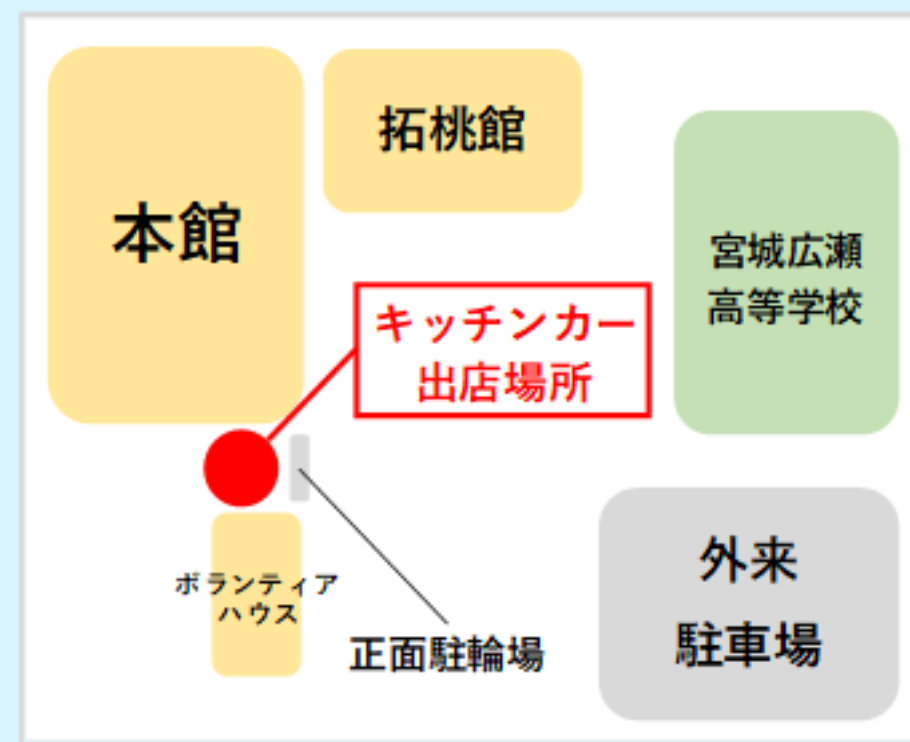 拓桃館
本館
宮城広瀬
高等学校
キッチンカー
出店場所
外来
駐車場
ボランティア
ハウス
正面駐輪場